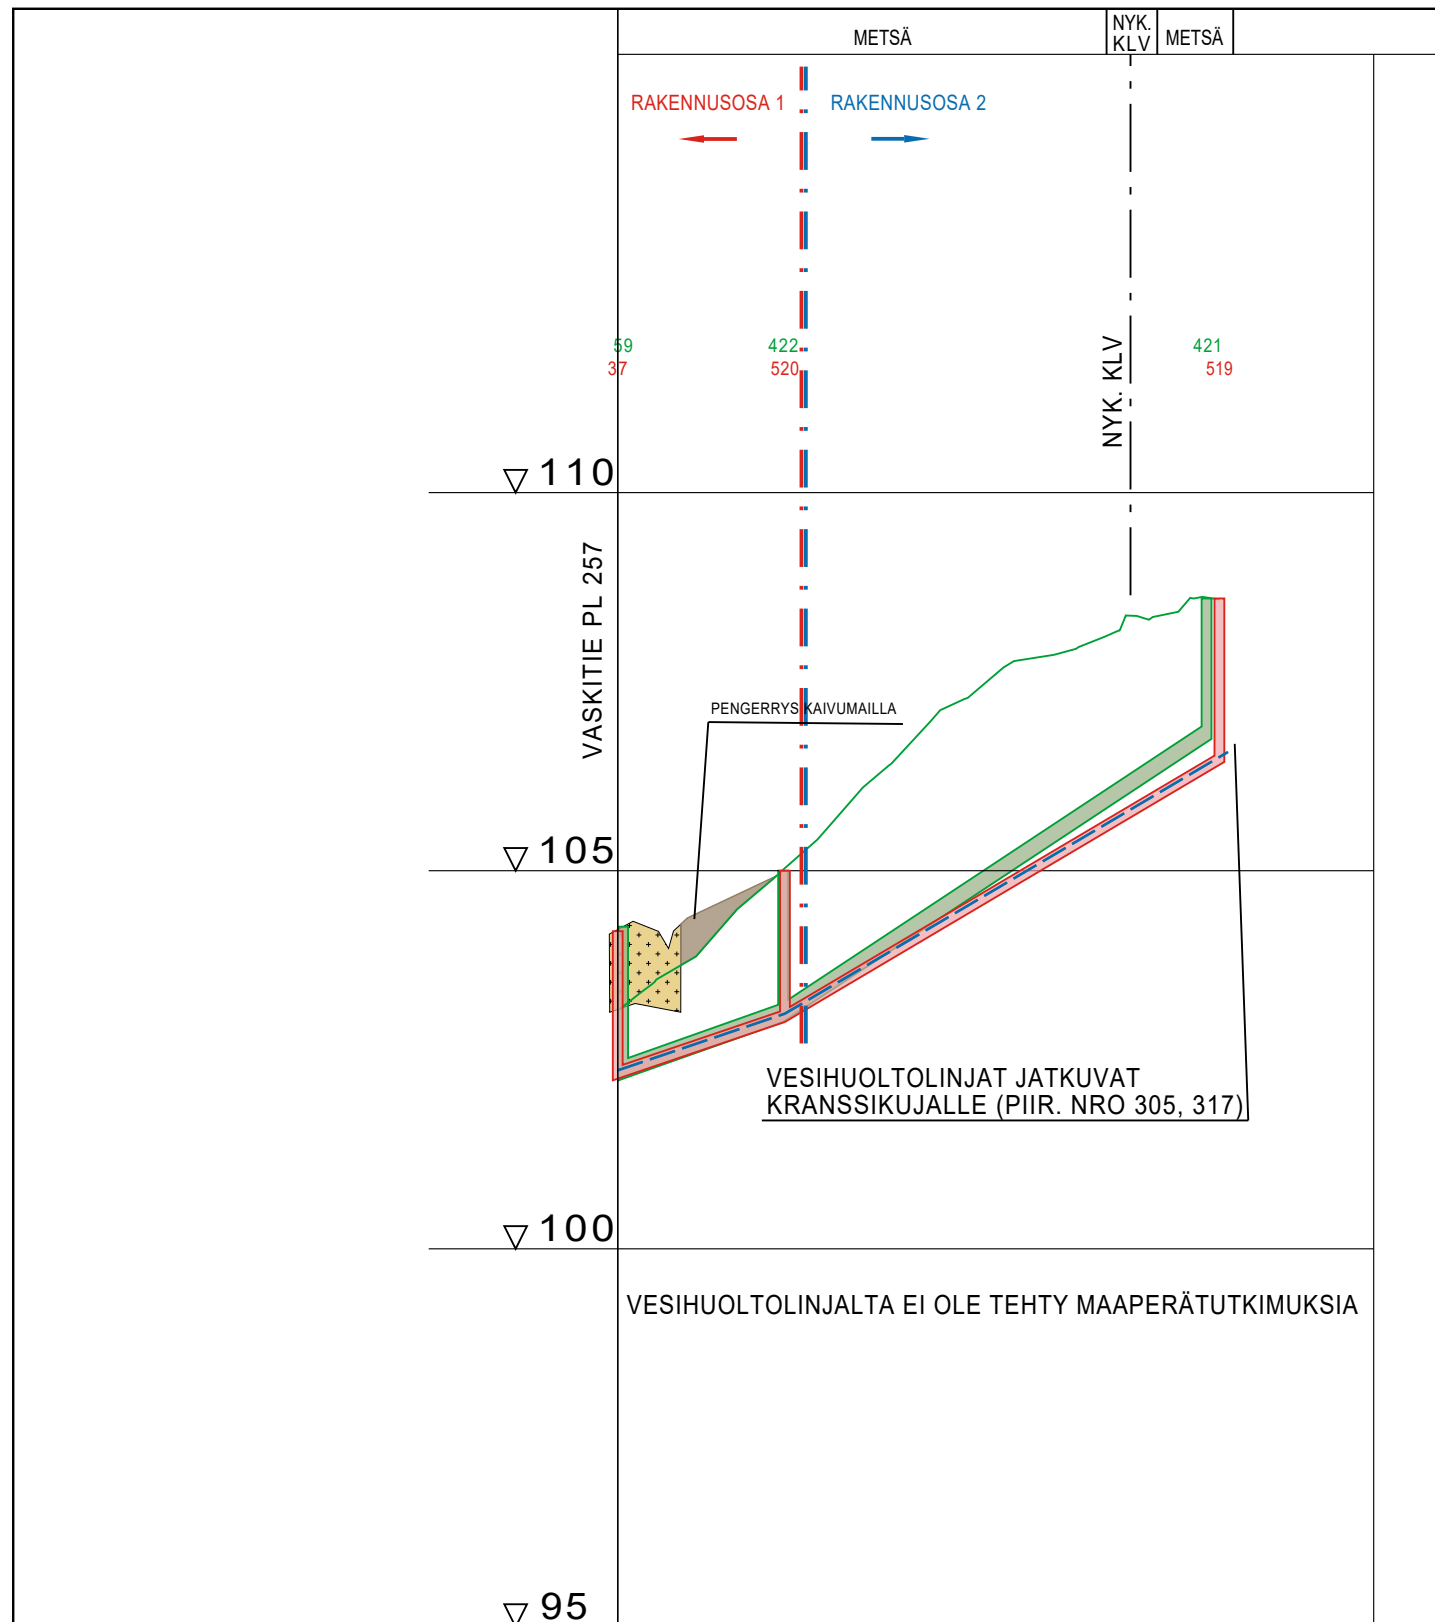 METSÄ
NYK.
KLV
METSÄ
RAKENNUSOSA 1
RAKENNUSOSA 2
59
37
422
520
421
519
NYK. KLV
110
VASKITIE PL 257
PENGERRYS KAIVUMAILLA
105
VESIHUOLTOLINJAT JATKUVAT
KRANSSIKUJALLE (PIIR. NRO 305, 317)
100
VESIHUOLTOLINJALTA EI OLE TEHTY MAAPERÄTUTKIMUKSIA
95